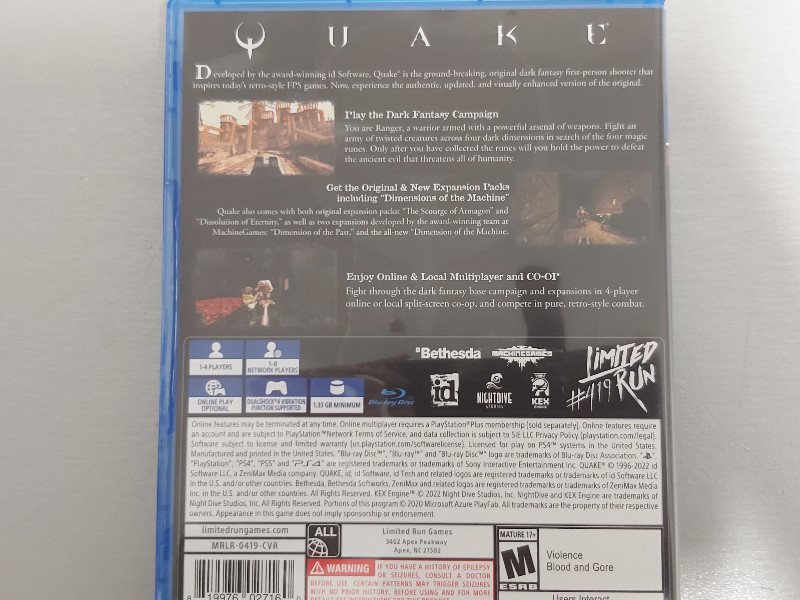 QUAKE
Developed by the award-winning id Software, Quake® is the ground-breaking, original dark fantasy first-person shooter that
inspires today's retro-style FPS games. Now, experience the authentic, updated, and visually enhanced version of the original.
Play the Dark Fantasy Campaign
You are Ranger, a warrior armed with a powerful arsenal of weapons. Fight an
army of twisted creatures across four dark dimensions in search of the four magic
runes. Only after you have collected the runes will you hold the power to defeat
the ancient evil that threatens all of humanity.
Get the Original & New Expansion Packs
including "Dimensions of the Machine"
Quake also comes with both original expansion packs: "The Scourge of Armagon" and
"Dissolution of Eternity," as well as two expansions developed by the award-winning team at
MachineGames: "Dimension of the Past," and the all-new "Dimension of the Machine.
Enjoy Online & Local Multiplayer and CO-OP
Fight through the dark fantasy base campaign and expansions in 4-player
online or local split-screen co-op, and compete in pure, retro-style combat.
1-4 PLAYERS
1-8
NETWORK PLAYERS
ONLINE PLAY
OPTIONAL
DUALSHOCK®4 VIBRATION
FUNCTION SUPPORTED
1.35 GB MINIMUM
Blu-ray Disc
Bethesda
MACHINEGAMES
id
NIGHTDIVE
STUDIOS
KEX
LIMITED
RUN
#419
Online features may be terminated at any time. Online multiplayer requires a PlayStation®Plus membership (sold separately). Online features require
an account and are subject to PlayStation™Network Terms of Service, and data collection is subject to SIE LLC Privacy Policy (playstation.com/legal).
Software subject to license and limited warranty (us.playstation.com/softwarelicense). Licensed for play on PS4™ systems in the United States.
Manufactured and printed in the United States. "Blu-ray Disc™", "Blu-ray™" and "Blu-ray Disc™" logo are trademarks of Blu-ray Disc Association. "PS",
"PlayStation", "PS4", "PS5" and "PS4" are registered trademarks or trademarks of Sony Interactive Entertainment Inc. QUAKE® © 1996-2022 id
Software LLC, a ZeniMax Media company. QUAKE, id, id Software, id Tech and related logos are registered trademarks or trademarks of id Software LLC
in the U.S. and/or other countries. Bethesda, Bethesda Softworks, ZeniMax and related logos are registered trademarks or trademarks of ZeniMax Media
Inc. in the U.S. and/or other countries. All Rights Reserved. KEX Engine™ © 2022 Night Dive Studios, Inc. NightDive and KEX Engine are trademarks of
Night Dive Studios, Inc. All Rights Reserved. Portions of this program © 2020 Microsoft Azure PlayFab. All trademarks are the property of their respective
owners. Appearance in this game does not imply sponsorship or endorsement.
limitedrungames.com
MRLR-0419-CVR
8 19976 02716
ALL
Limited Run Games
3402 Apex Peakway
Apex, NC 27502
WARNING IF YOU HAVE A HISTORY OF EPILEPSY
OR SEIZURES, CONSULT A DOCTOR
BEFORE USE. CERTAIN PATTERNS MAY TRIGGER SEIZURES
WITH NO PRIOR HISTORY. BEFORE USING AND FOR MORE
MATURE 17+
M
ESRB
Violence
Blood and Gore
Users Interact